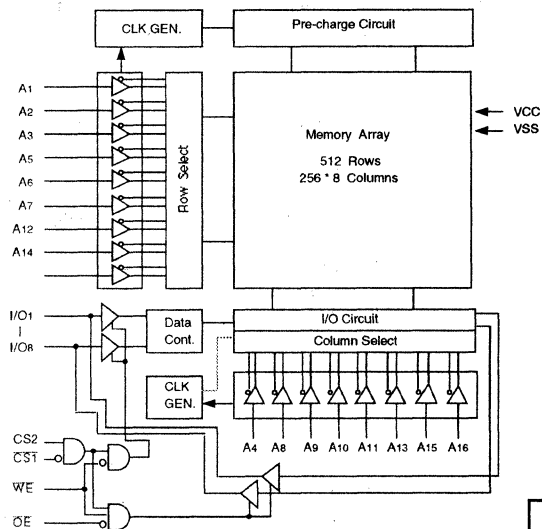 CLK GEN.
Pre-charge Circuit
A1
A2
A3
A5
A6
A7
A12
A14
Row Select
Memory Array
512 Rows
256 * 8 Columns
VCC
VSS
I/O1
I/O8
Data
Cont.
I/O Circuit
Column Select
CLK
GEN.
A4 A8 A9 A10 A11 A13 A15 A16
CS2
CS1
WE
OE